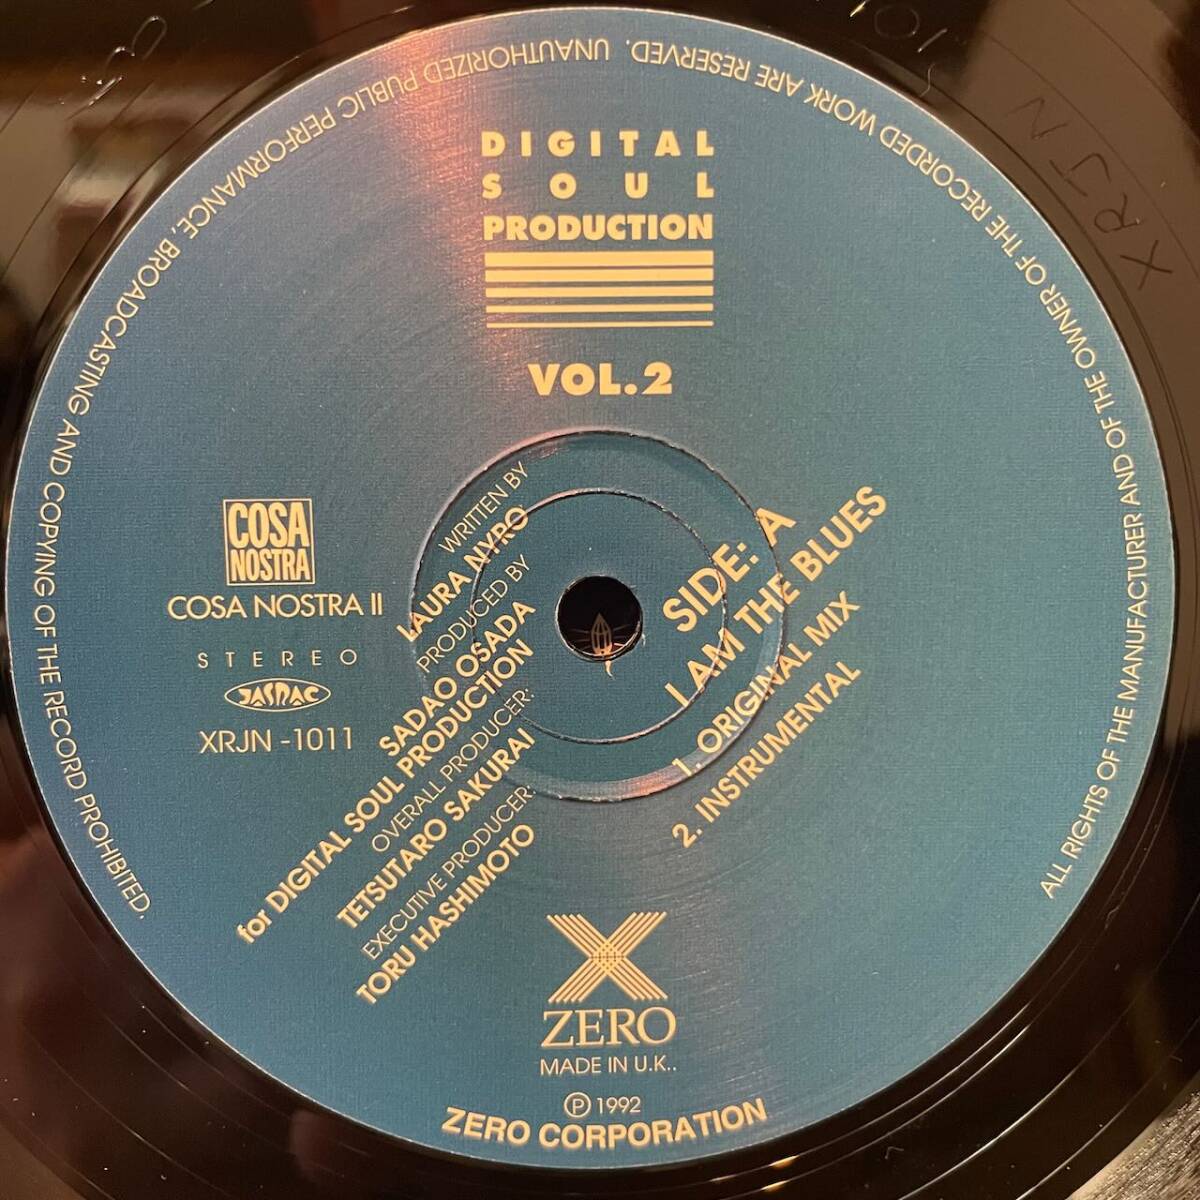 DIGITAL
SOUL
PRODUCTION
VOL.2
COSA
NOSTRA
COSA NOSTRA II
STEREO
JASRAC
XRJN -1011
WRITTEN BY
LAURA NYRO
PRODUCED BY
SADAO OSADA
for DIGITAL SOUL PRODUCTION
OVERALL PRODUCER:
TETSUTARO SAKURAI
EXECUTIVE PRODUCER:
TORU HASHIMOTO
SIDE: A
I AM THE BLUES
1. ORIGINAL MIX
2. INSTRUMENTAL
X
ZERO
MADE IN U.K..
Ⓟ 1992
ZERO CORPORATION
ALL RIGHTS OF THE MANUFACTURER AND OF THE OWNER OF THE RECORDED WORK ARE RESERVED. UNAUTHORIZED PUBLIC PERFORMANCE, BROADCASTING AND COPYING OF THE RECORD PROHIBITED.
XRJN